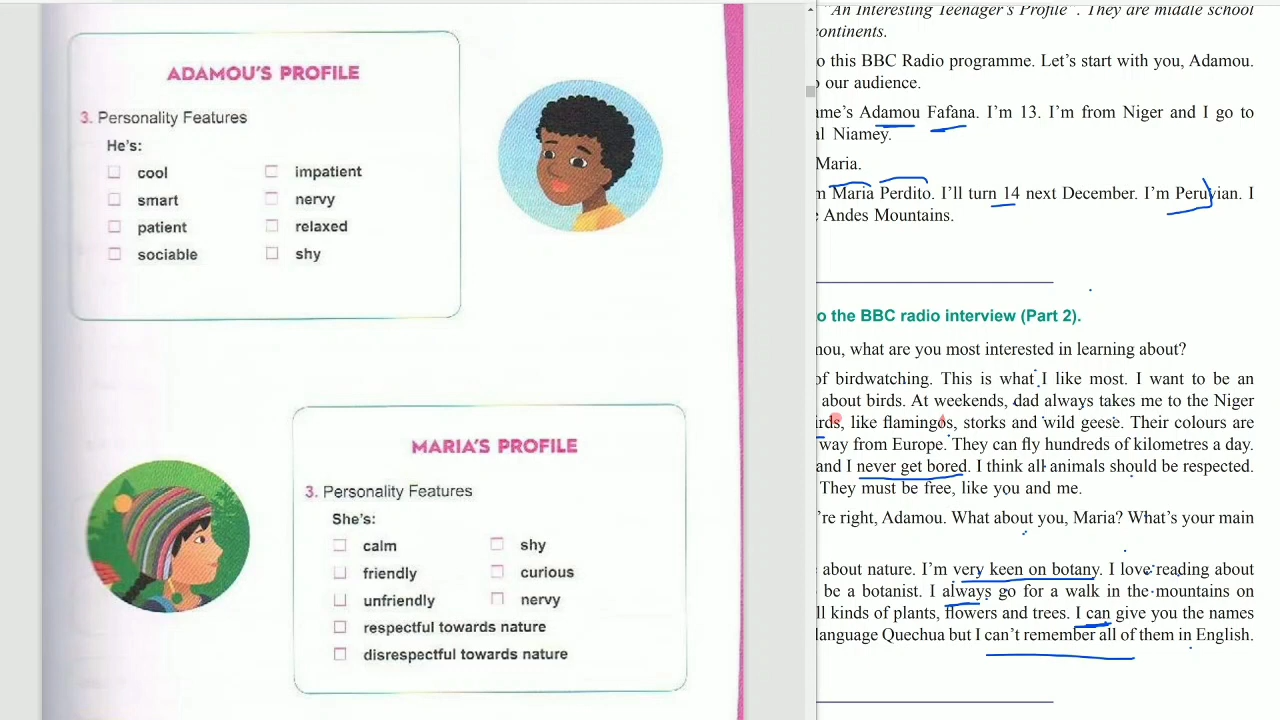 ADAMOU'S PROFILE
3. Personality Features
He's:
cool impatient
smart nervy
patient relaxed
sociable shy
MARIA'S PROFILE
3. Personality Features
She's:
calm shy
friendly curious
unfriendly nervy
respectful towards nature
disrespectful towards nature
"An Interesting Teenager's Profile". They are middle school
continents.
o this BBC Radio programme. Let's start with you, Adamou.
our audience.
ame's Adamou Fafana. I'm 13. I'm from Niger and I go to
al Niamey.
Maria.
m Maria Perdito. I'll turn 14 next December. I'm Peruvian. I
Andes Mountains.
o the BBC radio interview (Part 2).
mou, what are you most interested in learning about?
of birdwatching. This is what I like most. I want to be an
about birds. At weekends, dad always takes me to the Niger
irds, like flamingos, storks and wild geese. Their colours are
way from Europe. They can fly hundreds of kilometres a day.
and I never get bored. I think all animals should be respected.
They must be free, like you and me.
're right, Adamou. What about you, Maria? What's your main
about nature. I'm very keen on botany. I love reading about
be a botanist. I always go for a walk in the mountains on
ll kinds of plants, flowers and trees. I can give you the names
language Quechua but I can't remember all of them in English.